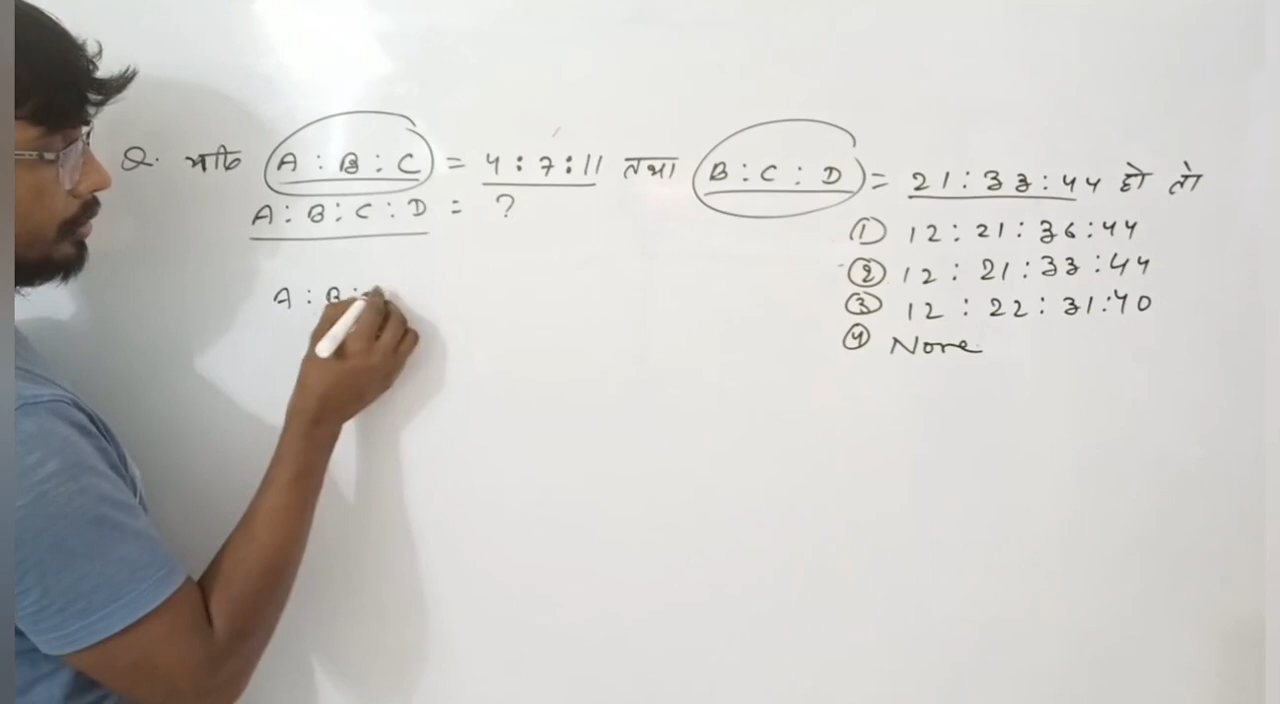 Q. यदि A : B : C = 4 : 7 : 11 तथा B : C : D = 21 : 33 : 44 हो तो
A : B : C : D = ?
① 12 : 21 : 36 : 44
② 12 : 21 : 33 : 44
③ 12 : 22 : 31 : 40
④ None
A : B :